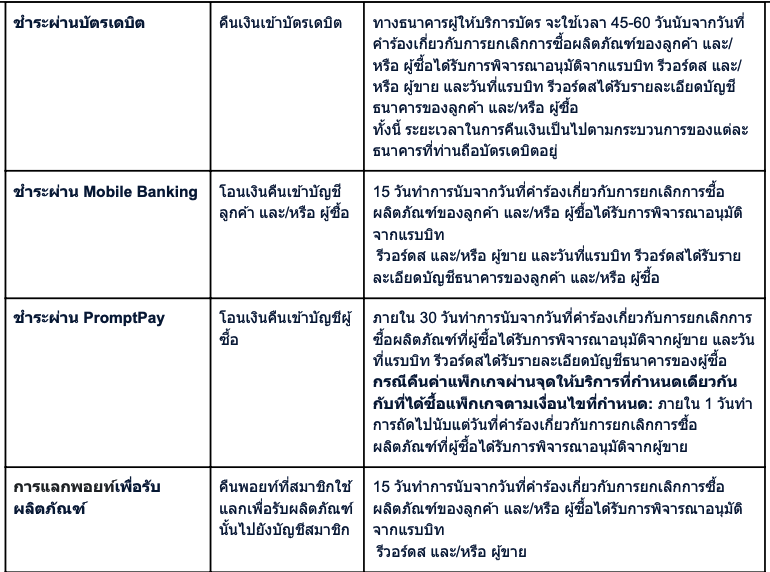 ชำระผ่านบัตรเดบิต
คืนเงินเข้าบัตรเดบิต
ทางธนาคารผู้ให้บริการบัตร จะใช้เวลา 45-60 วันนับจากวันที่
คำร้องเกี่ยวกับการยกเลิกการซื้อผลิตภัณฑ์ของลูกค้า และ/
หรือ ผู้ซื้อได้รับการพิจารณาอนุมัติจากแรบบิท รีวอร์ดส และ/
หรือ ผู้ขาย และวันที่แรบบิท รีวอร์ดสได้รับรายละเอียดบัญชี
ธนาคารของลูกค้า และ/หรือ ผู้ซื้อ
ทั้งนี้ ระยะเวลาในการคืนเงินเป็นไปตามกระบวนการของแต่ละ
ธนาคารที่ท่านถือบัตรเดบิตอยู่
ชำระผ่าน Mobile Banking
โอนเงินคืนเข้าบัญชี
ลูกค้า และ/หรือ ผู้ซื้อ
15 วันทำการนับจากวันที่คำร้องเกี่ยวกับการยกเลิกการซื้อ
ผลิตภัณฑ์ของลูกค้า และ/หรือ ผู้ซื้อได้รับการพิจารณาอนุมัติ
จากแรบบิท
รีวอร์ดส และ/หรือ ผู้ขาย และวันที่แรบบิท รีวอร์ดสได้รับราย
ละเอียดบัญชีธนาคารของลูกค้า และ/หรือ ผู้ซื้อ
ชำระผ่าน PromptPay
โอนเงินคืนเข้าบัญชีผู้
ซื้อ
ภายใน 30 วันทำการนับจากวันที่คำร้องเกี่ยวกับการยกเลิกการ
ซื้อผลิตภัณฑ์ที่ผู้ซื้อได้รับการพิจารณาอนุมัติจากผู้ขาย และวัน
ที่แรบบิท รีวอร์ดสได้รับรายละเอียดบัญชีธนาคารของผู้ซื้อ
กรณีคืนค่าแพ็กเกจผ่านจุดให้บริการที่กำหนดเดียวกัน
กับที่ได้ซื้อแพ็กเกจตามเงื่อนไขที่กำหนด: ภายใน 1 วันทำ
การถัดไปนับแต่วันที่คำร้องเกี่ยวกับการยกเลิกการซื้อ
ผลิตภัณฑ์ที่ผู้ซื้อได้รับการพิจารณาอนุมัติจากผู้ขาย
การแลกพอยท์เพื่อรับ
ผลิตภัณฑ์
คืนพอยท์ที่สมาชิกใช้
แลกเพื่อรับผลิตภัณฑ์
นั้นไปยังบัญชีสมาชิก
15 วันทำการนับจากวันที่คำร้องเกี่ยวกับการยกเลิกการซื้อ
ผลิตภัณฑ์ของลูกค้า และ/หรือ ผู้ซื้อได้รับการพิจารณาอนุมัติ
จากแรบบิท
รีวอร์ดส และ/หรือ ผู้ขาย